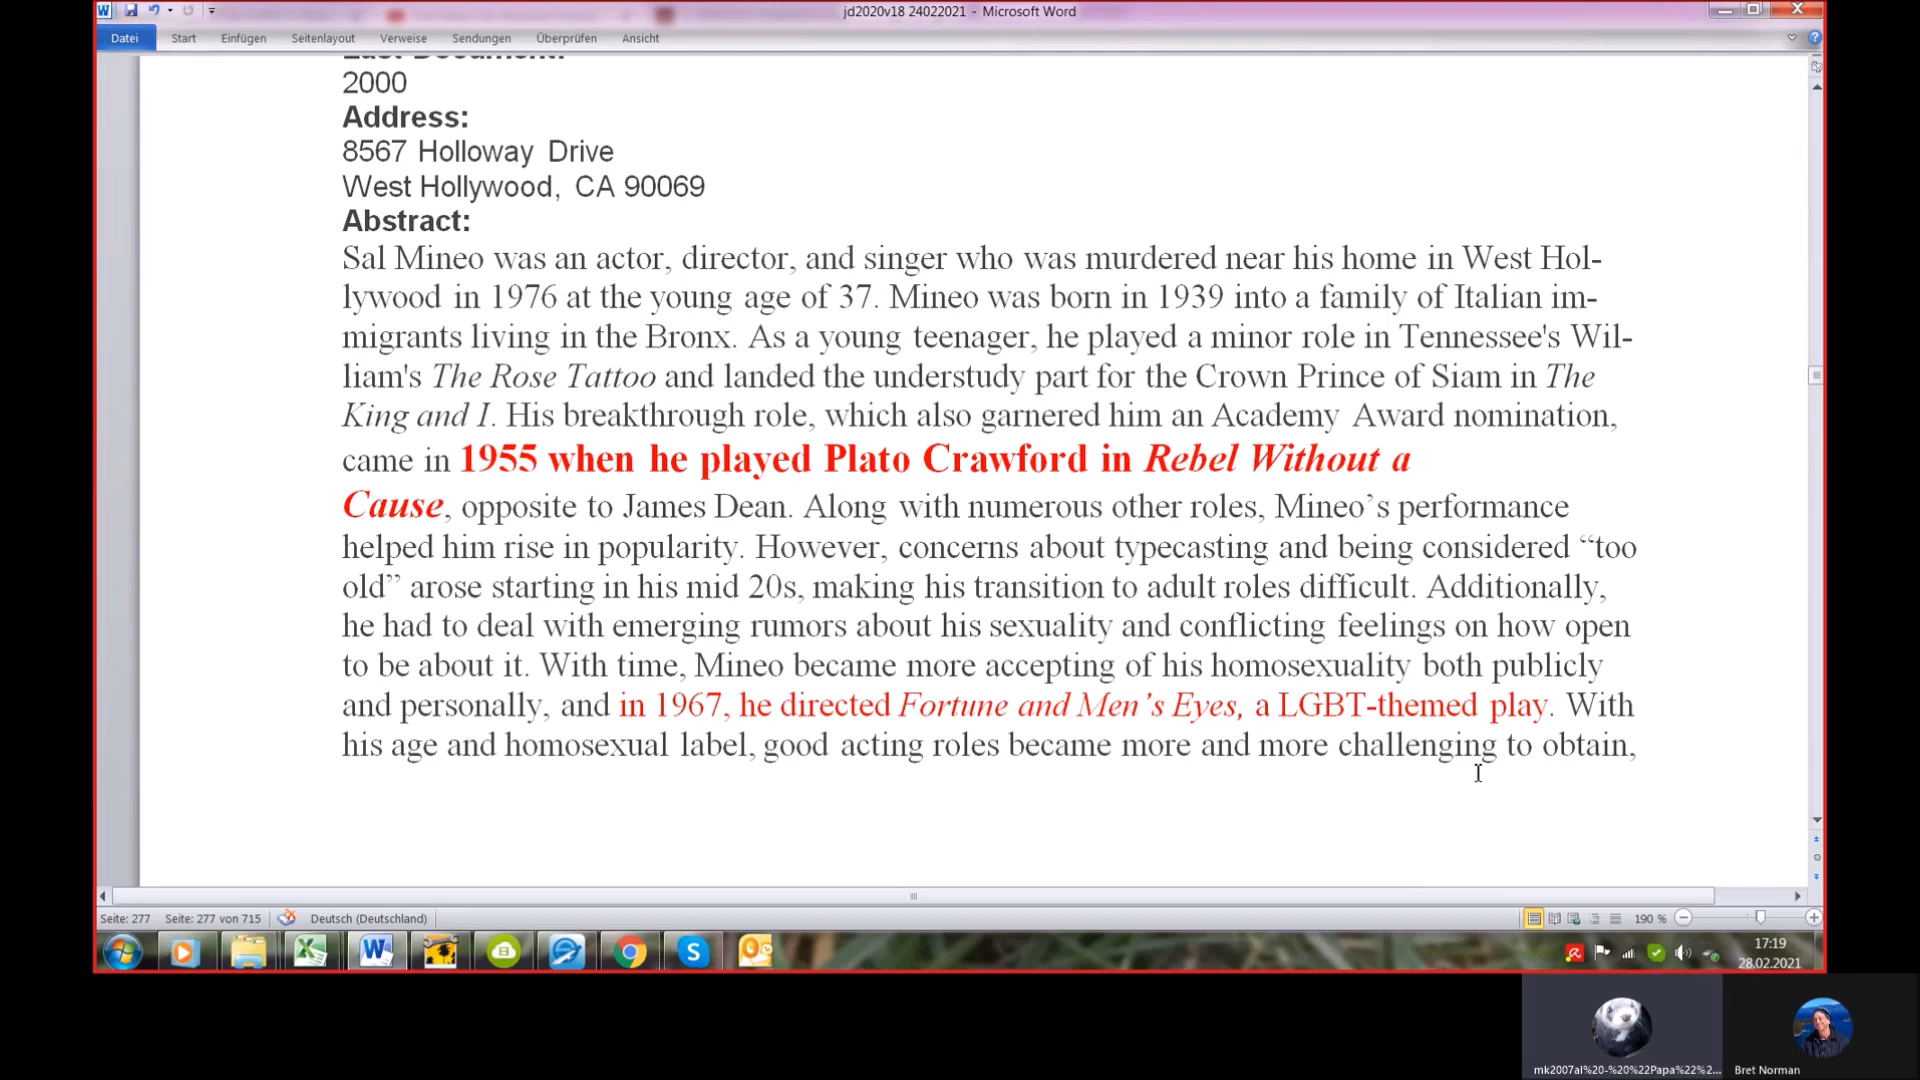 jd2020v18 24022021 - Microsoft Word
Datei Start Einfügen Seitenlayout Verweise Sendungen Überprüfen Ansicht
2000
Address:
8567 Holloway Drive
West Hollywood, CA 90069
Abstract:
Sal Mineo was an actor, director, and singer who was murdered near his home in West Hol-
lywood in 1976 at the young age of 37. Mineo was born in 1939 into a family of Italian im-
migrants living in the Bronx. As a young teenager, he played a minor role in Tennessee's Wil-
liam's The Rose Tattoo and landed the understudy part for the Crown Prince of Siam in The
King and I. His breakthrough role, which also garnered him an Academy Award nomination,
came in 1955 when he played Plato Crawford in Rebel Without a
Cause, opposite to James Dean. Along with numerous other roles, Mineo’s performance
helped him rise in popularity. However, concerns about typecasting and being considered “too
old” arose starting in his mid 20s, making his transition to adult roles difficult. Additionally,
he had to deal with emerging rumors about his sexuality and conflicting feelings on how open
to be about it. With time, Mineo became more accepting of his homosexuality both publicly
and personally, and in 1967, he directed Fortune and Men’s Eyes, a LGBT-themed play. With
his age and homosexual label, good acting roles became more and more challenging to obtain,
Seite: 277 Seite: 277 von 715 Deutsch (Deutschland) 190 %
17:19
28.02.2021
mk2007al%20-%20%22Papa%22%2... Bret Norman